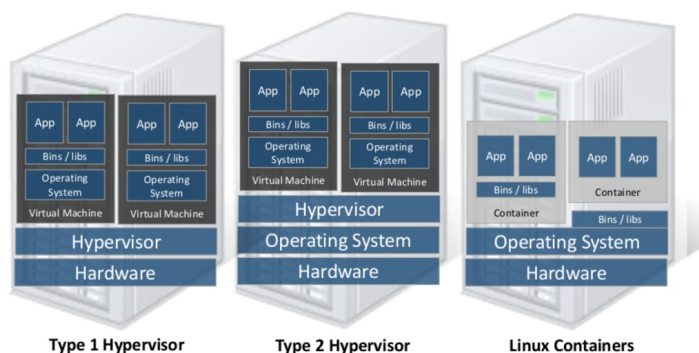 App App App App
Bins / libs Bins / libs
Operating System Operating System
Virtual Machine Virtual Machine
Hypervisor
Hardware
Type 1 Hypervisor
App App App App
Bins / libs Bins / libs
Operating System Operating System
Virtual Machine Virtual Machine
Hypervisor
Operating System
Hardware
Type 2 Hypervisor
App App App App
Bins / libs Container
Container Bins / libs
Operating System
Hardware
Linux Containers